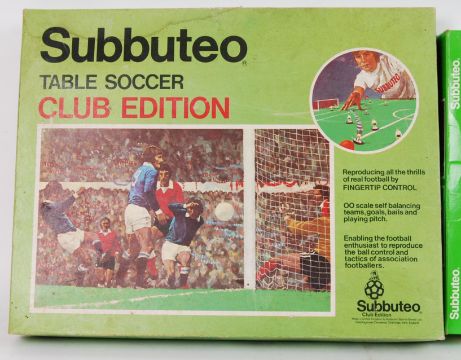 Subbuteo
TABLE SOCCER
CLUB EDITION
Reproducing all the thrills
of real football by
FINGERTIP CONTROL
OO scale self balancing
teams, goals, balls and
playing pitch.
Enabling the football
enthusiast to reproduce
the ball control and
tactics of association
footballers.
Subbuteo
Club Edition
Subbuteo
Subbuteo